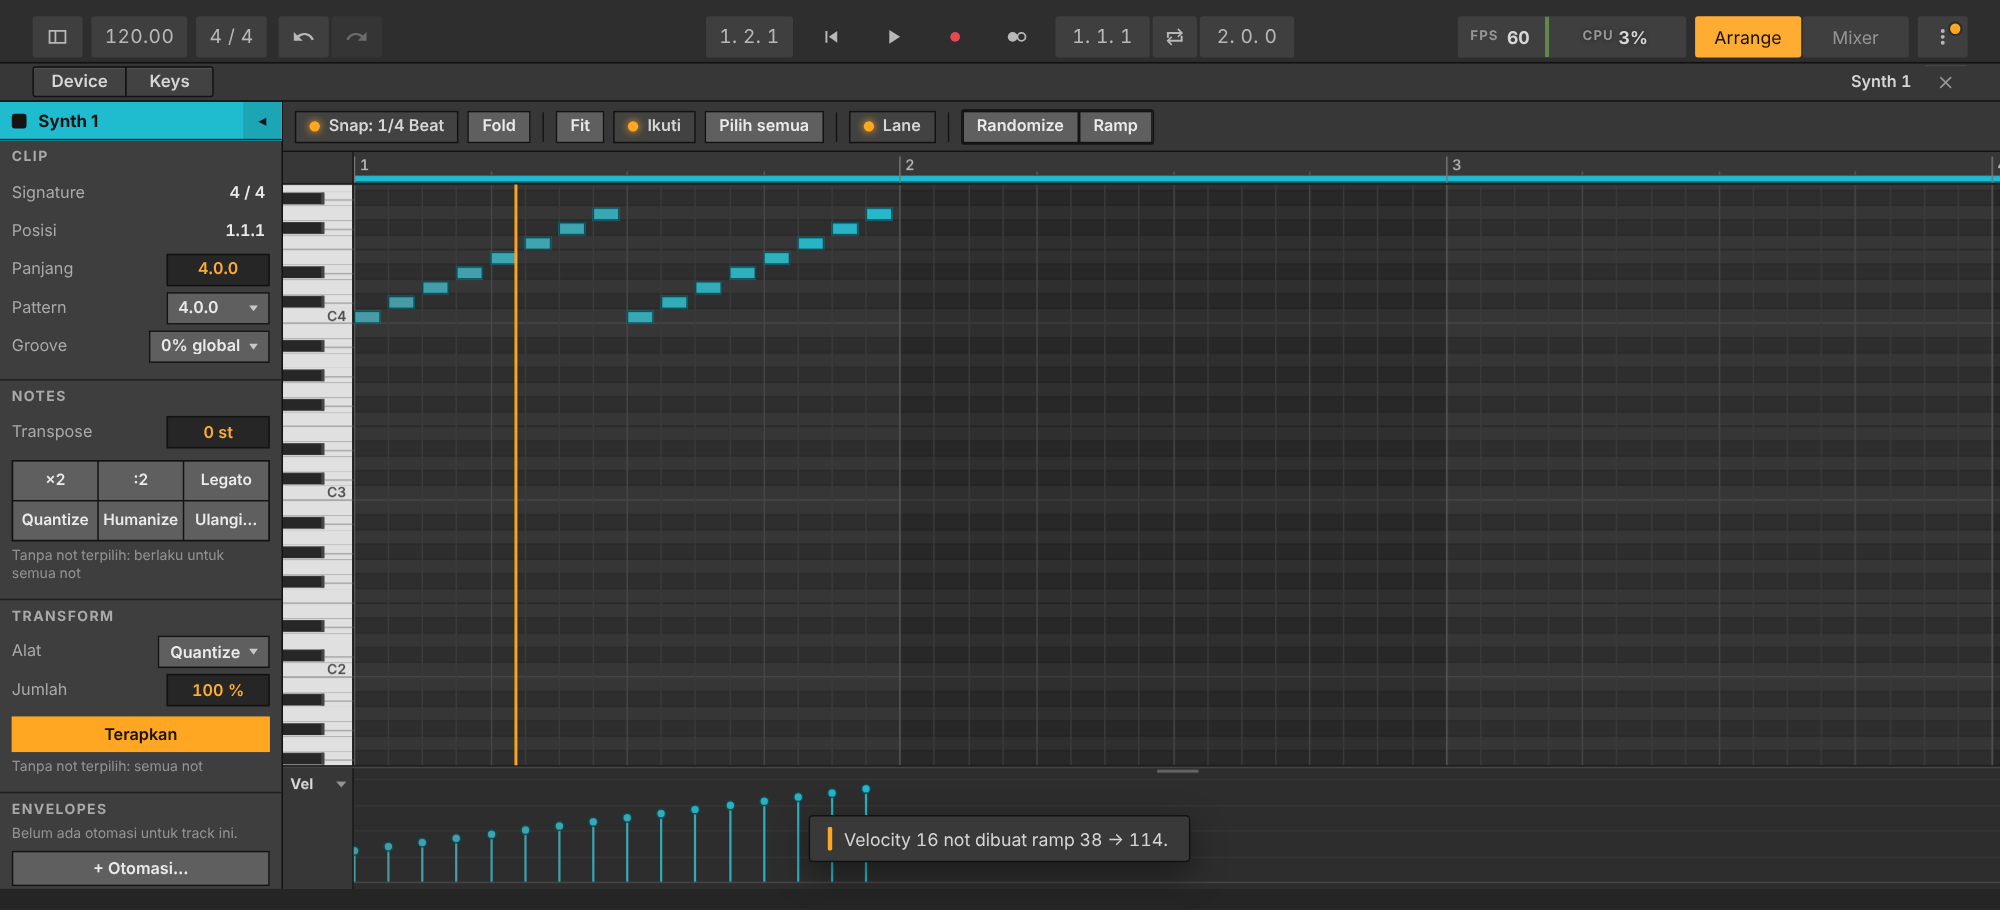 120.00 4 / 4 1. 2. 1 1. 1. 1 2. 0. 0 FPS 60 CPU 3% Arrange Mixer
Device Keys Synth 1
Synth 1 Snap: 1/4 Beat Fold Fit Ikuti Pilih semua Lane Randomize Ramp
CLIP
1 2 3 4
Signature 4 / 4
Posisi 1.1.1
Panjang 4.0.0
Pattern 4.0.0
C4
Groove 0% global
NOTES
Transpose 0 st
×2 :2 Legato
C3
Quantize Humanize Ulangi...
Tanpa not terpilih: berlaku untuk
semua not
TRANSFORM
Alat Quantize
C2
Jumlah 100 %
Terapkan
Tanpa not terpilih: semua not
Vel
ENVELOPES
Belum ada otomasi untuk track ini.
Velocity 16 not dibuat ramp 38 → 114.
+ Otomasi...